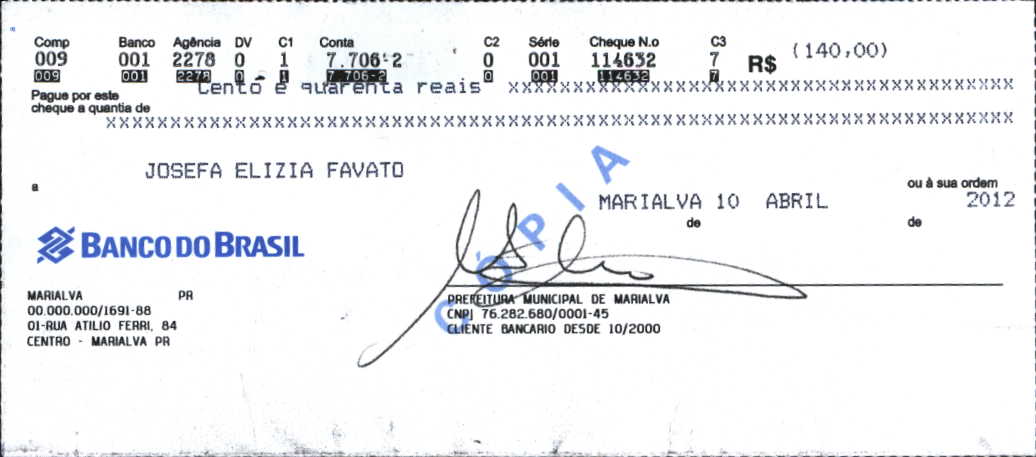 Comp Banco Agência DV C1 Conta C2 Série Cheque N.o C3
009 001 2278 0 1 7.706-2 0 001 114632 7 R$ (140,00)
009 001 2278 0 1 7.706-2 0 001 114632 7
Pague por este cheque a quantia de Cento e quarenta reais XXXXXXXXXXXXXXXXXXXXXXXXXXXXXXXXXXXXXXX
XXXXXXXXXXXXXXXXXXXXXXXXXXXXXXXXXXXXXXXXXXXXXXXXXXXXXXXXXXXXXXXXXXXXXX
a JOSEFA ELIZIA FAVATO ou à sua ordem
MARIALVA 10 de ABRIL de 2012
CÓPIA
BANCO DO BRASIL
MARIALVA PR
00.000.000/1691-88
01-RUA ATILIO FERRI, 84
CENTRO - MARIALVA PR
PREFEITURA MUNICIPAL DE MARIALVA
CNPJ 76.282.680/0001-45
CLIENTE BANCARIO DESDE 10/2000